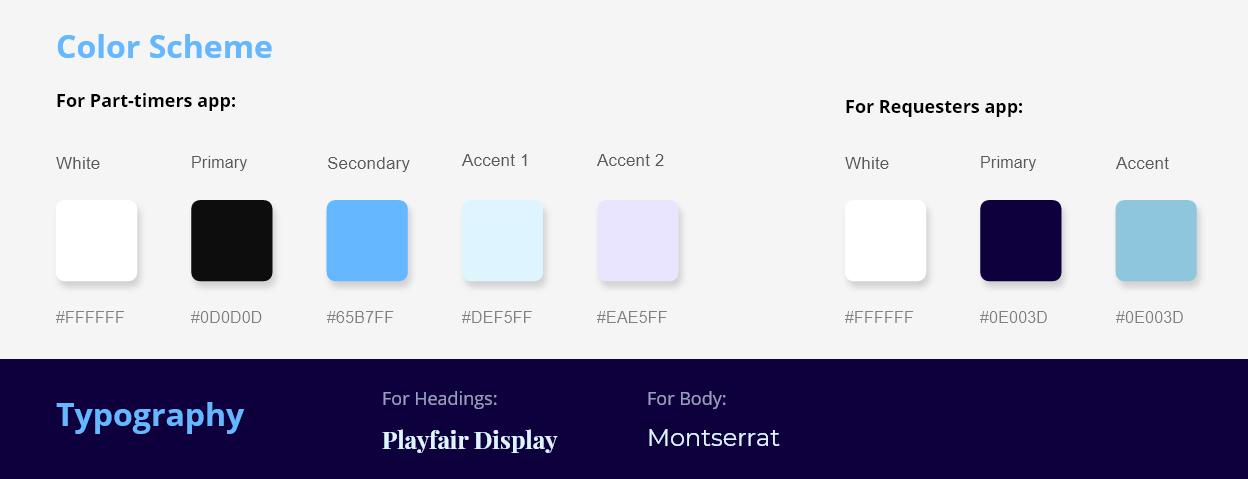 Color Scheme
For Part-timers app:
White Primary Secondary Accent 1 Accent 2
#FFFFFF #0D0D0D #65B7FF #DEF5FF #EAE5FF
For Requesters app:
White Primary Accent
#FFFFFF #0E003D #0E003D
Typography
For Headings:
Playfair Display
For Body:
Montserrat